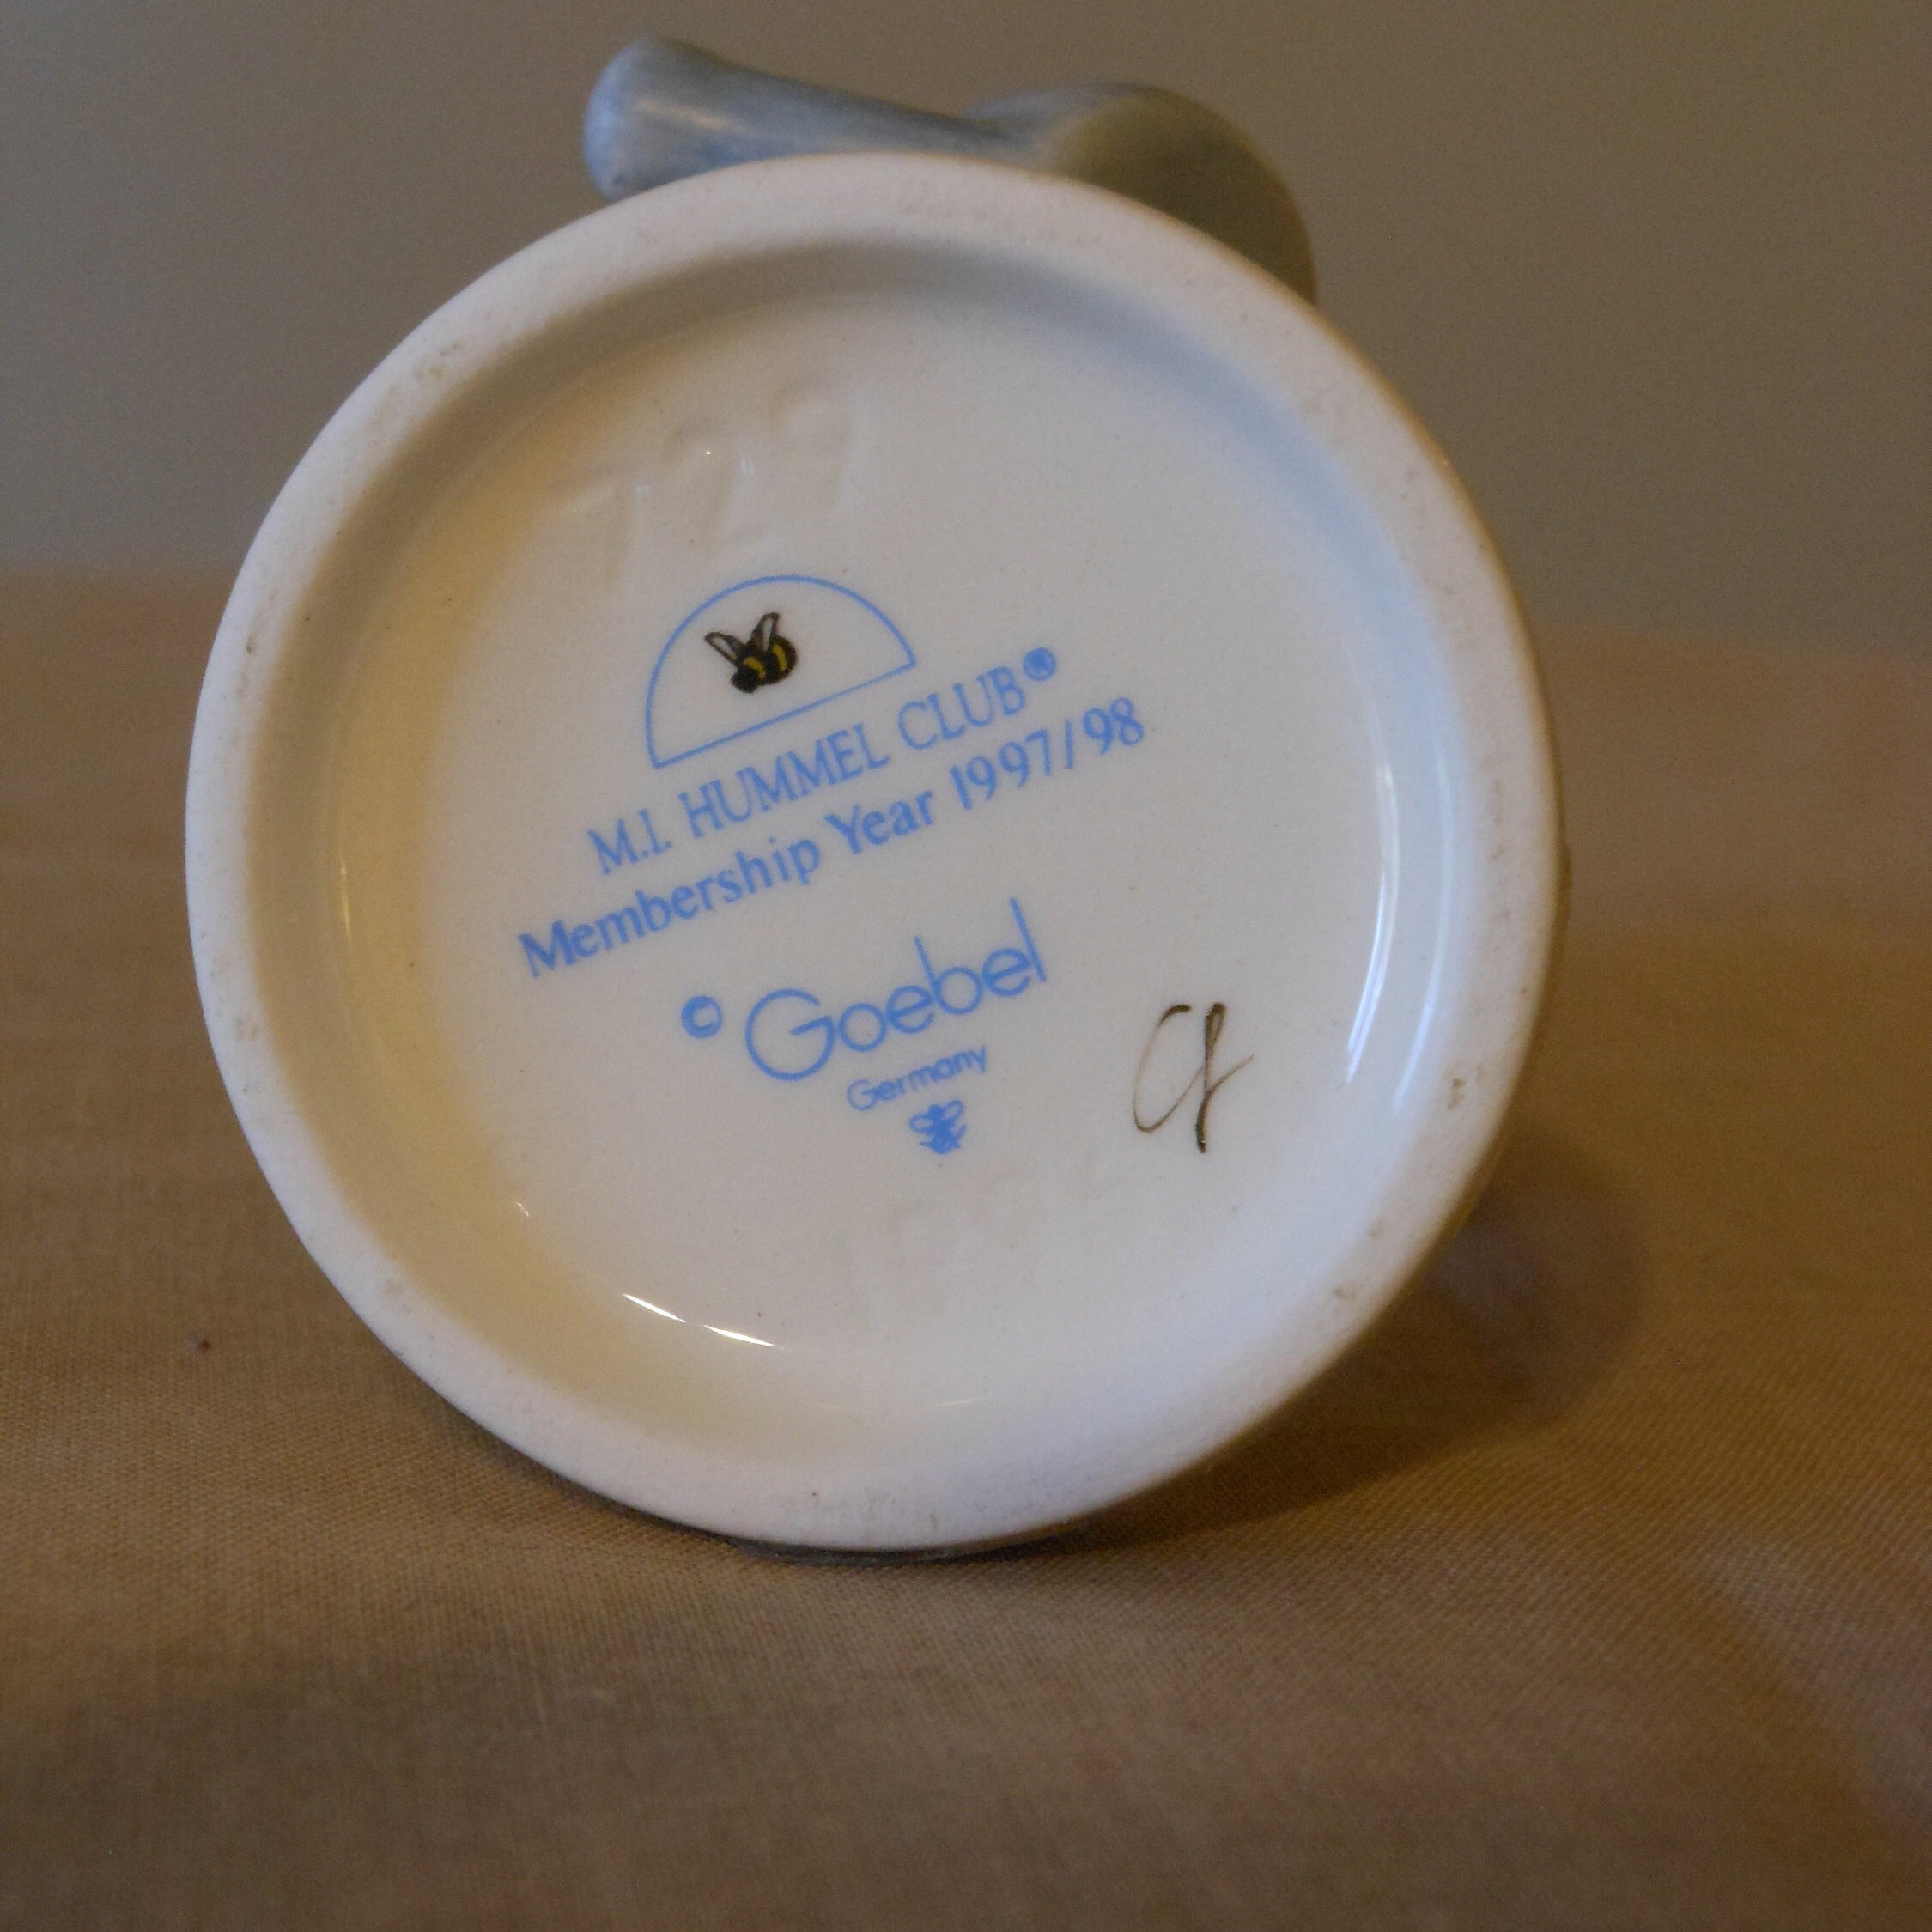 M.I. HUMMEL CLUB®
Membership Year 1997/98
© Goebel
Germany